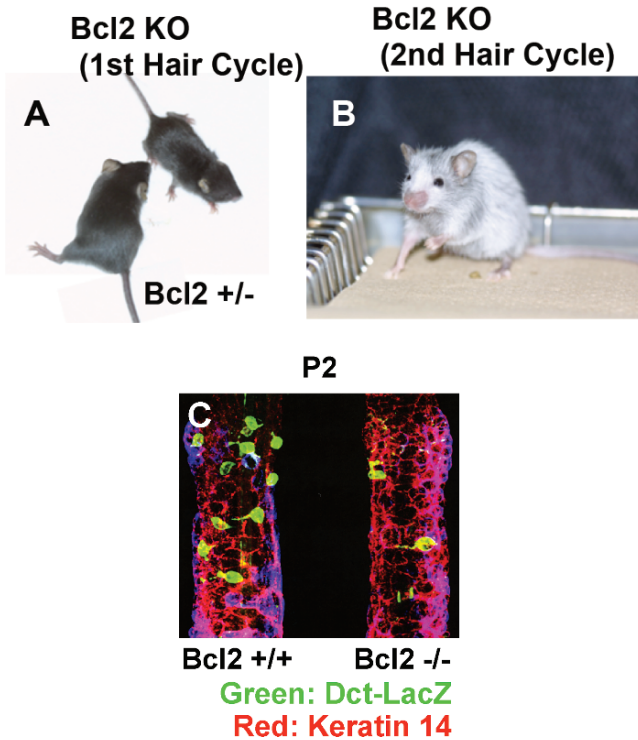 Bcl2 KO
(1st Hair Cycle)
Bcl2 KO
(2nd Hair Cycle)
A
B
Bcl2 +/-
P2
C
Bcl2 +/+
Bcl2 -/-
Green: Dct-LacZ
Red: Keratin 14